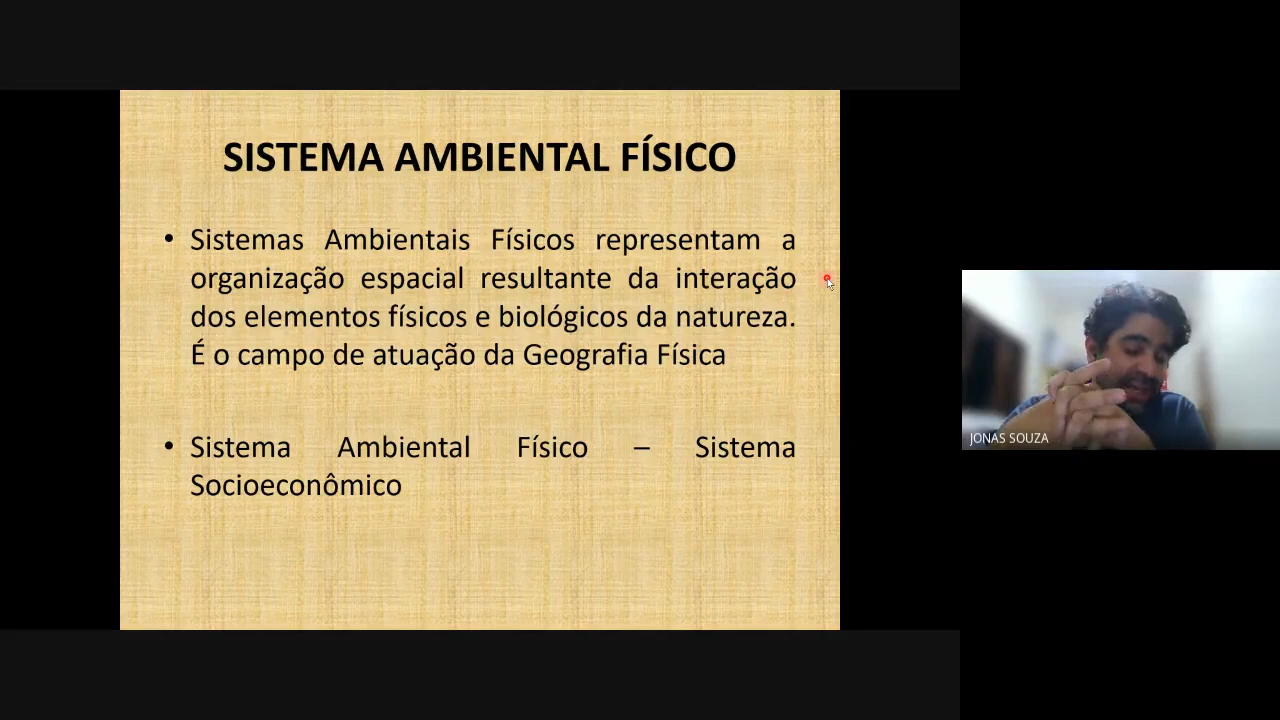 SISTEMA AMBIENTAL FÍSICO
• Sistemas Ambientais Físicos representam a
organização espacial resultante da interação
dos elementos físicos e biológicos da natureza.
É o campo de atuação da Geografia Física
• Sistema Ambiental Físico – Sistema
Socioeconômico
JONAS SOUZA